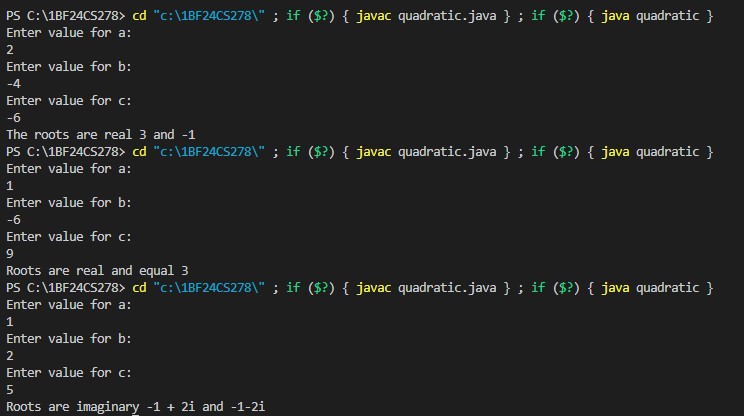 PS C:\1BF24CS278> cd "c:\1BF24CS278\" ; if ($?) { javac quadratic.java } ; if ($?) { java quadratic }
Enter value for a:
2
Enter value for b:
-4
Enter value for c:
-6
The roots are real 3 and -1
PS C:\1BF24CS278> cd "c:\1BF24CS278\" ; if ($?) { javac quadratic.java } ; if ($?) { java quadratic }
Enter value for a:
1
Enter value for b:
-6
Enter value for c:
9
Roots are real and equal 3
PS C:\1BF24CS278> cd "c:\1BF24CS278\" ; if ($?) { javac quadratic.java } ; if ($?) { java quadratic }
Enter value for a:
1
Enter value for b:
2
Enter value for c:
5
Roots are imaginary -1 + 2i and -1-2i